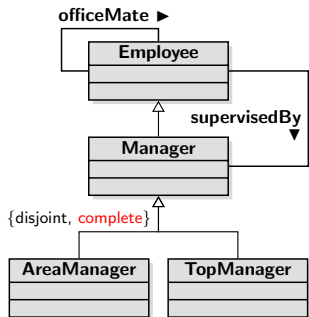 officeMate ►
Employee
supervisedBy
▼
Manager
{disjoint, complete}
AreaManager
TopManager